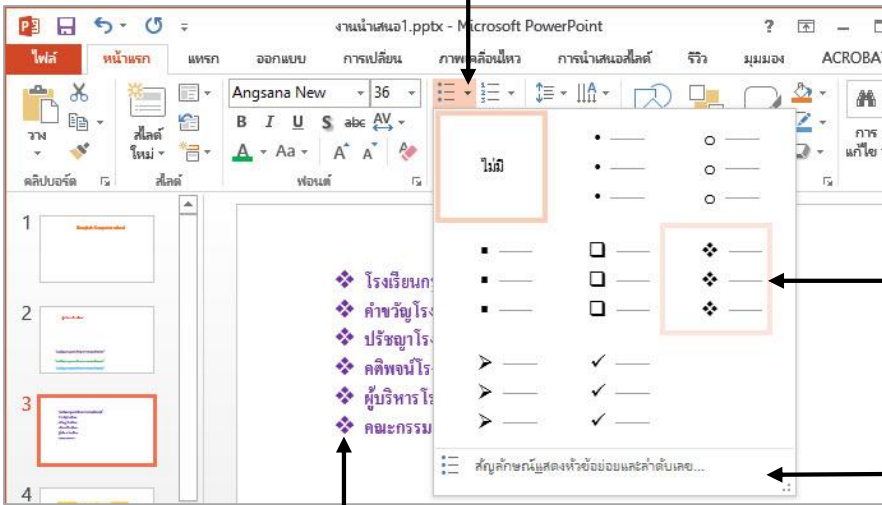 งานนำเสนอ1.pptx - Microsoft PowerPoint
?
ไฟล์ หน้าแรก แทรก ออกแบบ การเปลี่ยน ภาพเคลื่อนไหว การนำเสนอสไลด์ รีวิว มุมมอง ACROBAT
Angsana New 36
วาง
สไลด์
ใหม่
B I U S abc AV
A Aa A A
การ
แก้ไข
คลิปบอร์ด สไลด์ ฟอนต์
ไม่มี
1
2
3
4
โรงเรียนก
คำขวัญโรง
ปรัชญาโร
คติพจน์โร
ผู้บริหารโร
คณะกรรม
สัญลักษณ์แสดงหัวข้อย่อยและลำดับเลข...